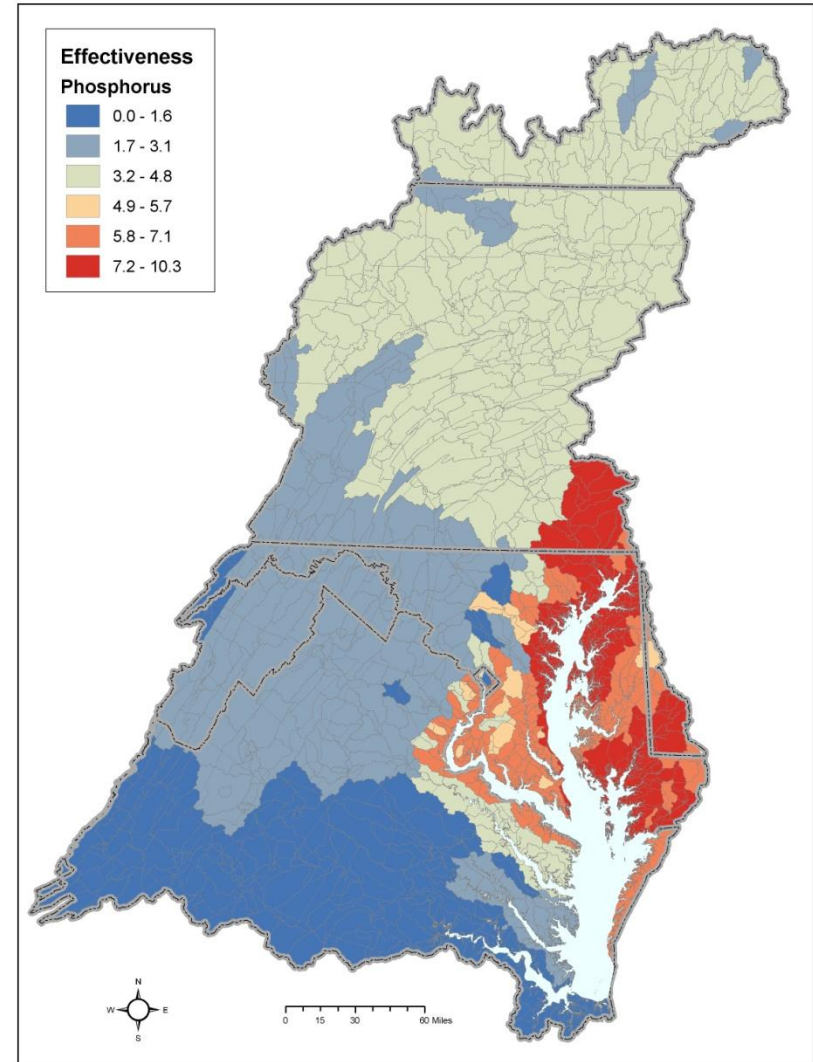 Effectiveness
Phosphorus
0.0 - 1.6
1.7 - 3.1
3.2 - 4.8
4.9 - 5.7
5.8 - 7.1
7.2 - 10.3
N
W E
S
0 15 30 60 Miles